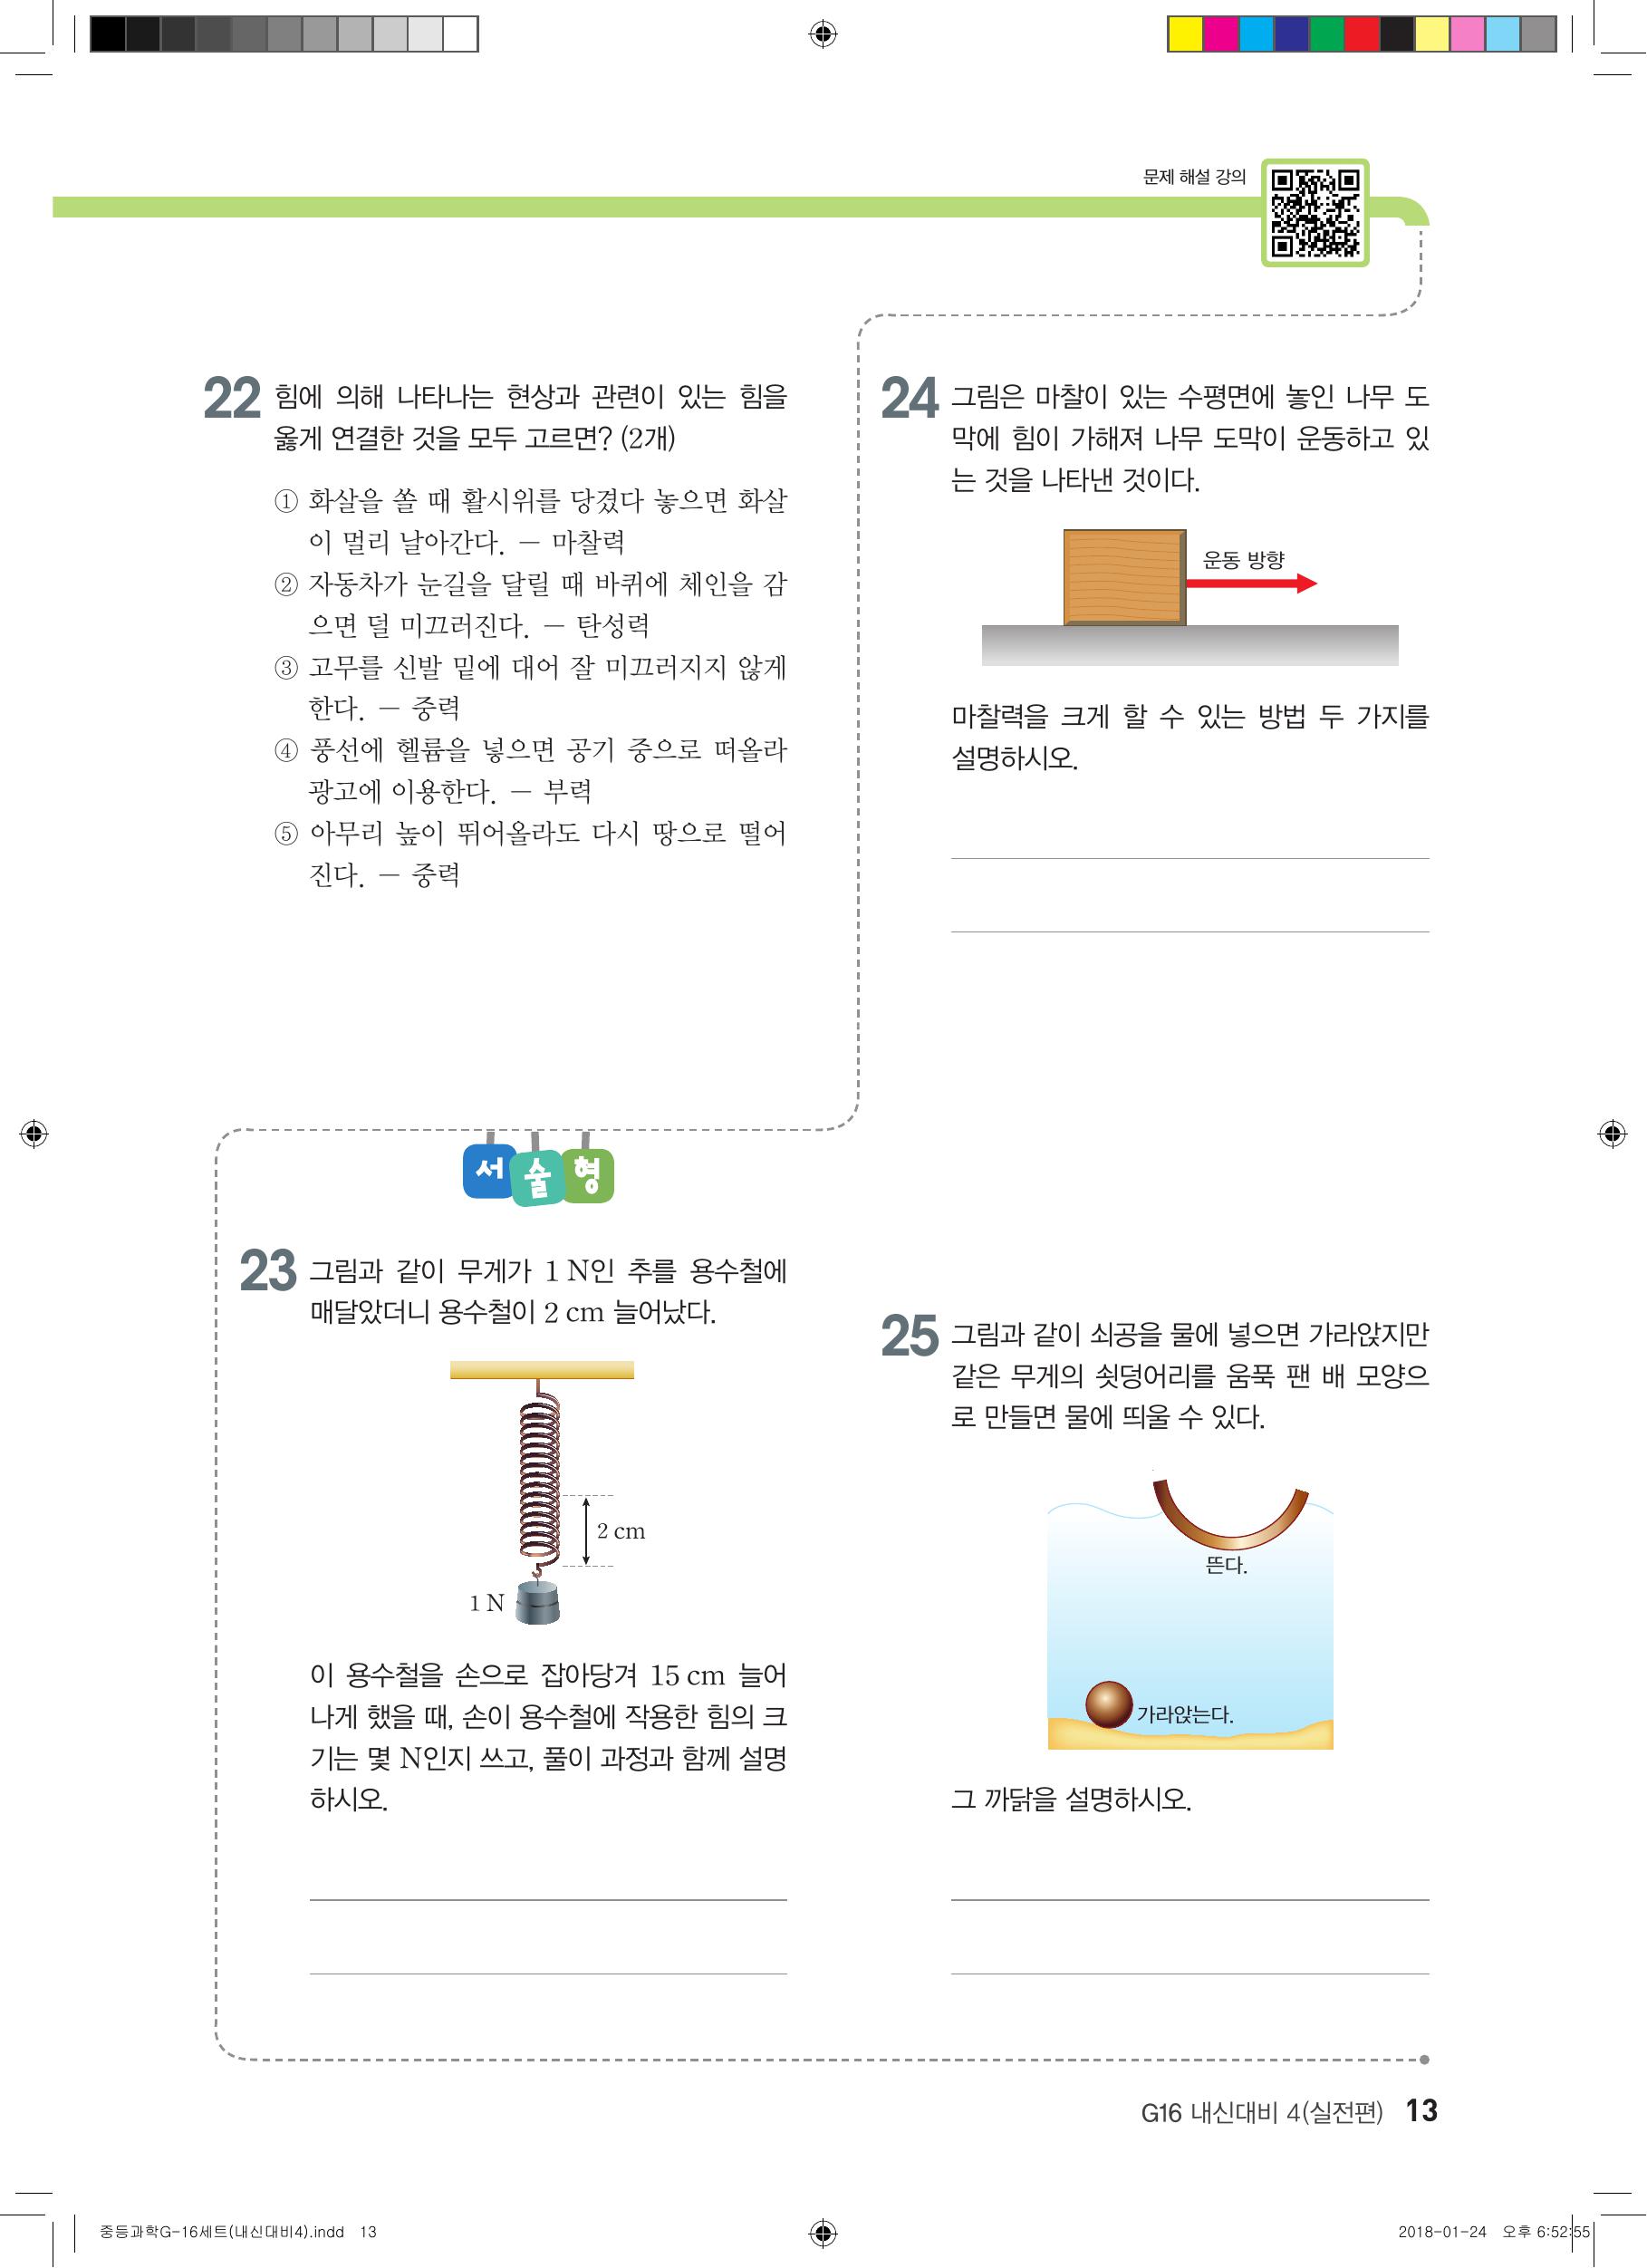 문제 해설 강의
22 힘에 의해 나타나는 현상과 관련이 있는 힘을
옳게 연결한 것을 모두 고르면? (2개)
① 화살을 쏠 때 활시위를 당겼다 놓으면 화살
이 멀리 날아간다. － 마찰력
② 자동차가 눈길을 달릴 때 바퀴에 체인을 감
으면 덜 미끄러진다. － 탄성력
③ 고무를 신발 밑에 대어 잘 미끄러지지 않게
한다. － 중력
④ 풍선에 헬륨을 넣으면 공기 중으로 떠올라
광고에 이용한다. － 부력
⑤ 아무리 높이 뛰어올라도 다시 땅으로 떨어
진다. － 중력
서술형
23 그림과 같이 무게가 1 N인 추를 용수철에
매달았더니 용수철이 2 cm 늘어났다.
2 cm
1 N
이 용수철을 손으로 잡아당겨 15 cm 늘어
나게 했을 때, 손이 용수철에 작용한 힘의 크
기는 몇 N인지 쓰고, 풀이 과정과 함께 설명
하시오.
24 그림은 마찰이 있는 수평면에 놓인 나무 도
막에 힘이 가해져 나무 도막이 운동하고 있
는 것을 나타낸 것이다.
운동 방향
마찰력을 크게 할 수 있는 방법 두 가지를
설명하시오.
25 그림과 같이 쇠공을 물에 넣으면 가라앉지만
같은 무게의 쇳덩어리를 움푹 팬 배 모양으
로 만들면 물에 띄울 수 있다.
뜬다.
가라앉는다.
그 까닭을 설명하시오.
G16 내신대비 4(실전편) 13
중등과학G-16세트(내신대비4).indd 13
2018-01-24 오후 6:52:55